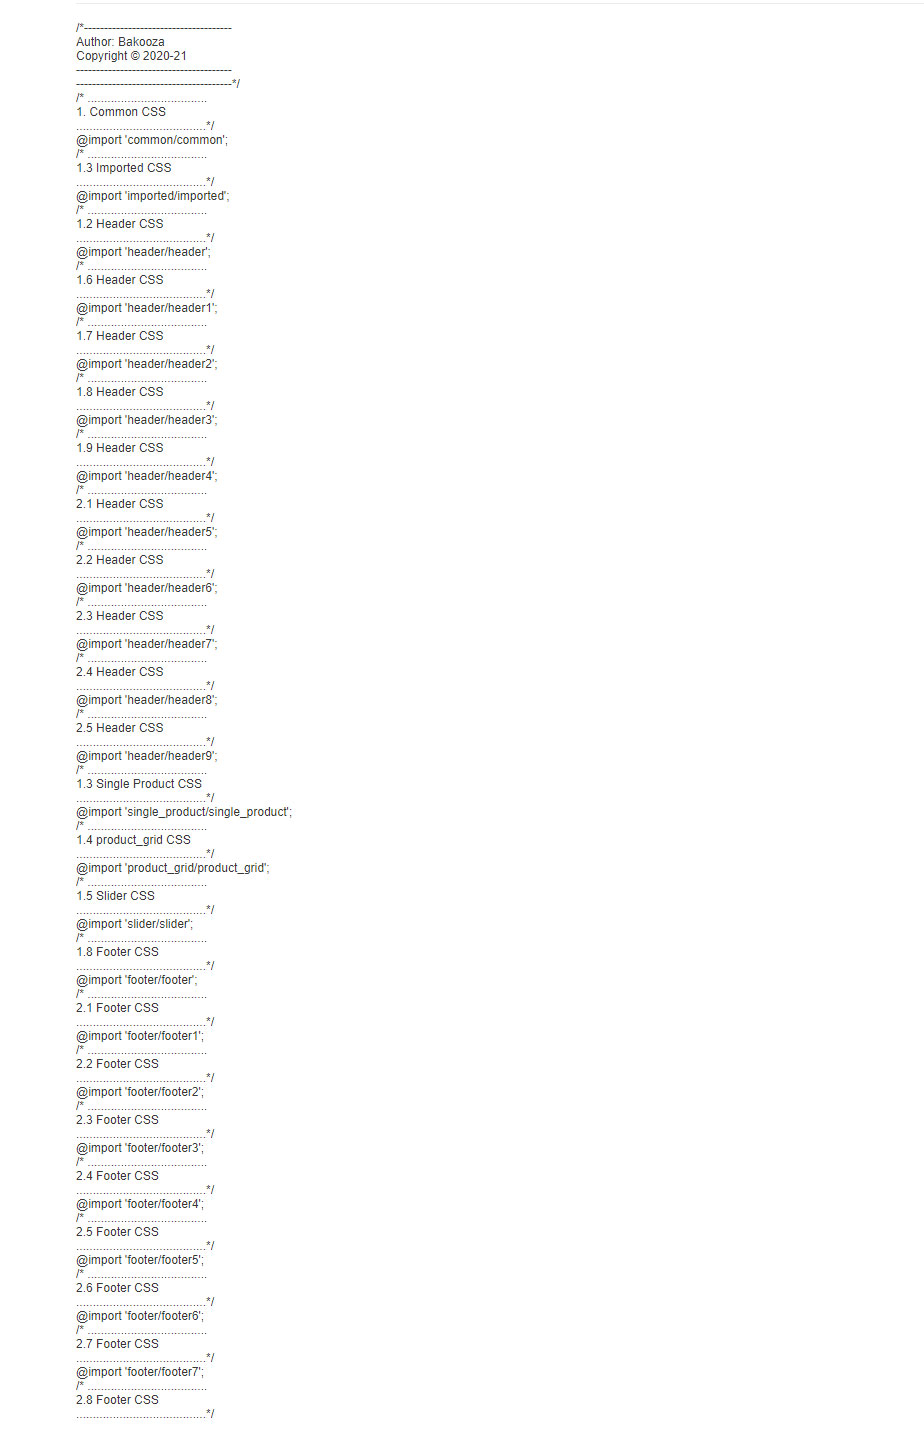 /*-------------------------------------
Author: Bakooza
Copyright © 2020-21
---------------------------------------
---------------------------------------*/
/* ....................................
1. Common CSS
.......................................*/
@import 'common/common';
/* ....................................
1.3 Imported CSS
.......................................*/
@import 'imported/imported';
/* ....................................
1.2 Header CSS
.......................................*/
@import 'header/header';
/* ....................................
1.6 Header CSS
.......................................*/
@import 'header/header1';
/* ....................................
1.7 Header CSS
.......................................*/
@import 'header/header2';
/* ....................................
1.8 Header CSS
.......................................*/
@import 'header/header3';
/* ....................................
1.9 Header CSS
.......................................*/
@import 'header/header4';
/* ....................................
2.1 Header CSS
.......................................*/
@import 'header/header5';
/* ....................................
2.2 Header CSS
.......................................*/
@import 'header/header6';
/* ....................................
2.3 Header CSS
.......................................*/
@import 'header/header7';
/* ....................................
2.4 Header CSS
.......................................*/
@import 'header/header8';
/* ....................................
2.5 Header CSS
.......................................*/
@import 'header/header9';
/* ....................................
1.3 Single Product CSS
.......................................*/
@import 'single_product/single_product';
/* ....................................
1.4 product_grid CSS
.......................................*/
@import 'product_grid/product_grid';
/* ....................................
1.5 Slider CSS
.......................................*/
@import 'slider/slider';
/* ....................................
1.8 Footer CSS
.......................................*/
@import 'footer/footer';
/* ....................................
2.1 Footer CSS
.......................................*/
@import 'footer/footer1';
/* ....................................
2.2 Footer CSS
.......................................*/
@import 'footer/footer2';
/* ....................................
2.3 Footer CSS
.......................................*/
@import 'footer/footer3';
/* ....................................
2.4 Footer CSS
.......................................*/
@import 'footer/footer4';
/* ....................................
2.5 Footer CSS
.......................................*/
@import 'footer/footer5';
/* ....................................
2.6 Footer CSS
.......................................*/
@import 'footer/footer6';
/* ....................................
2.7 Footer CSS
.......................................*/
@import 'footer/footer7';
/* ....................................
2.8 Footer CSS
.......................................*/